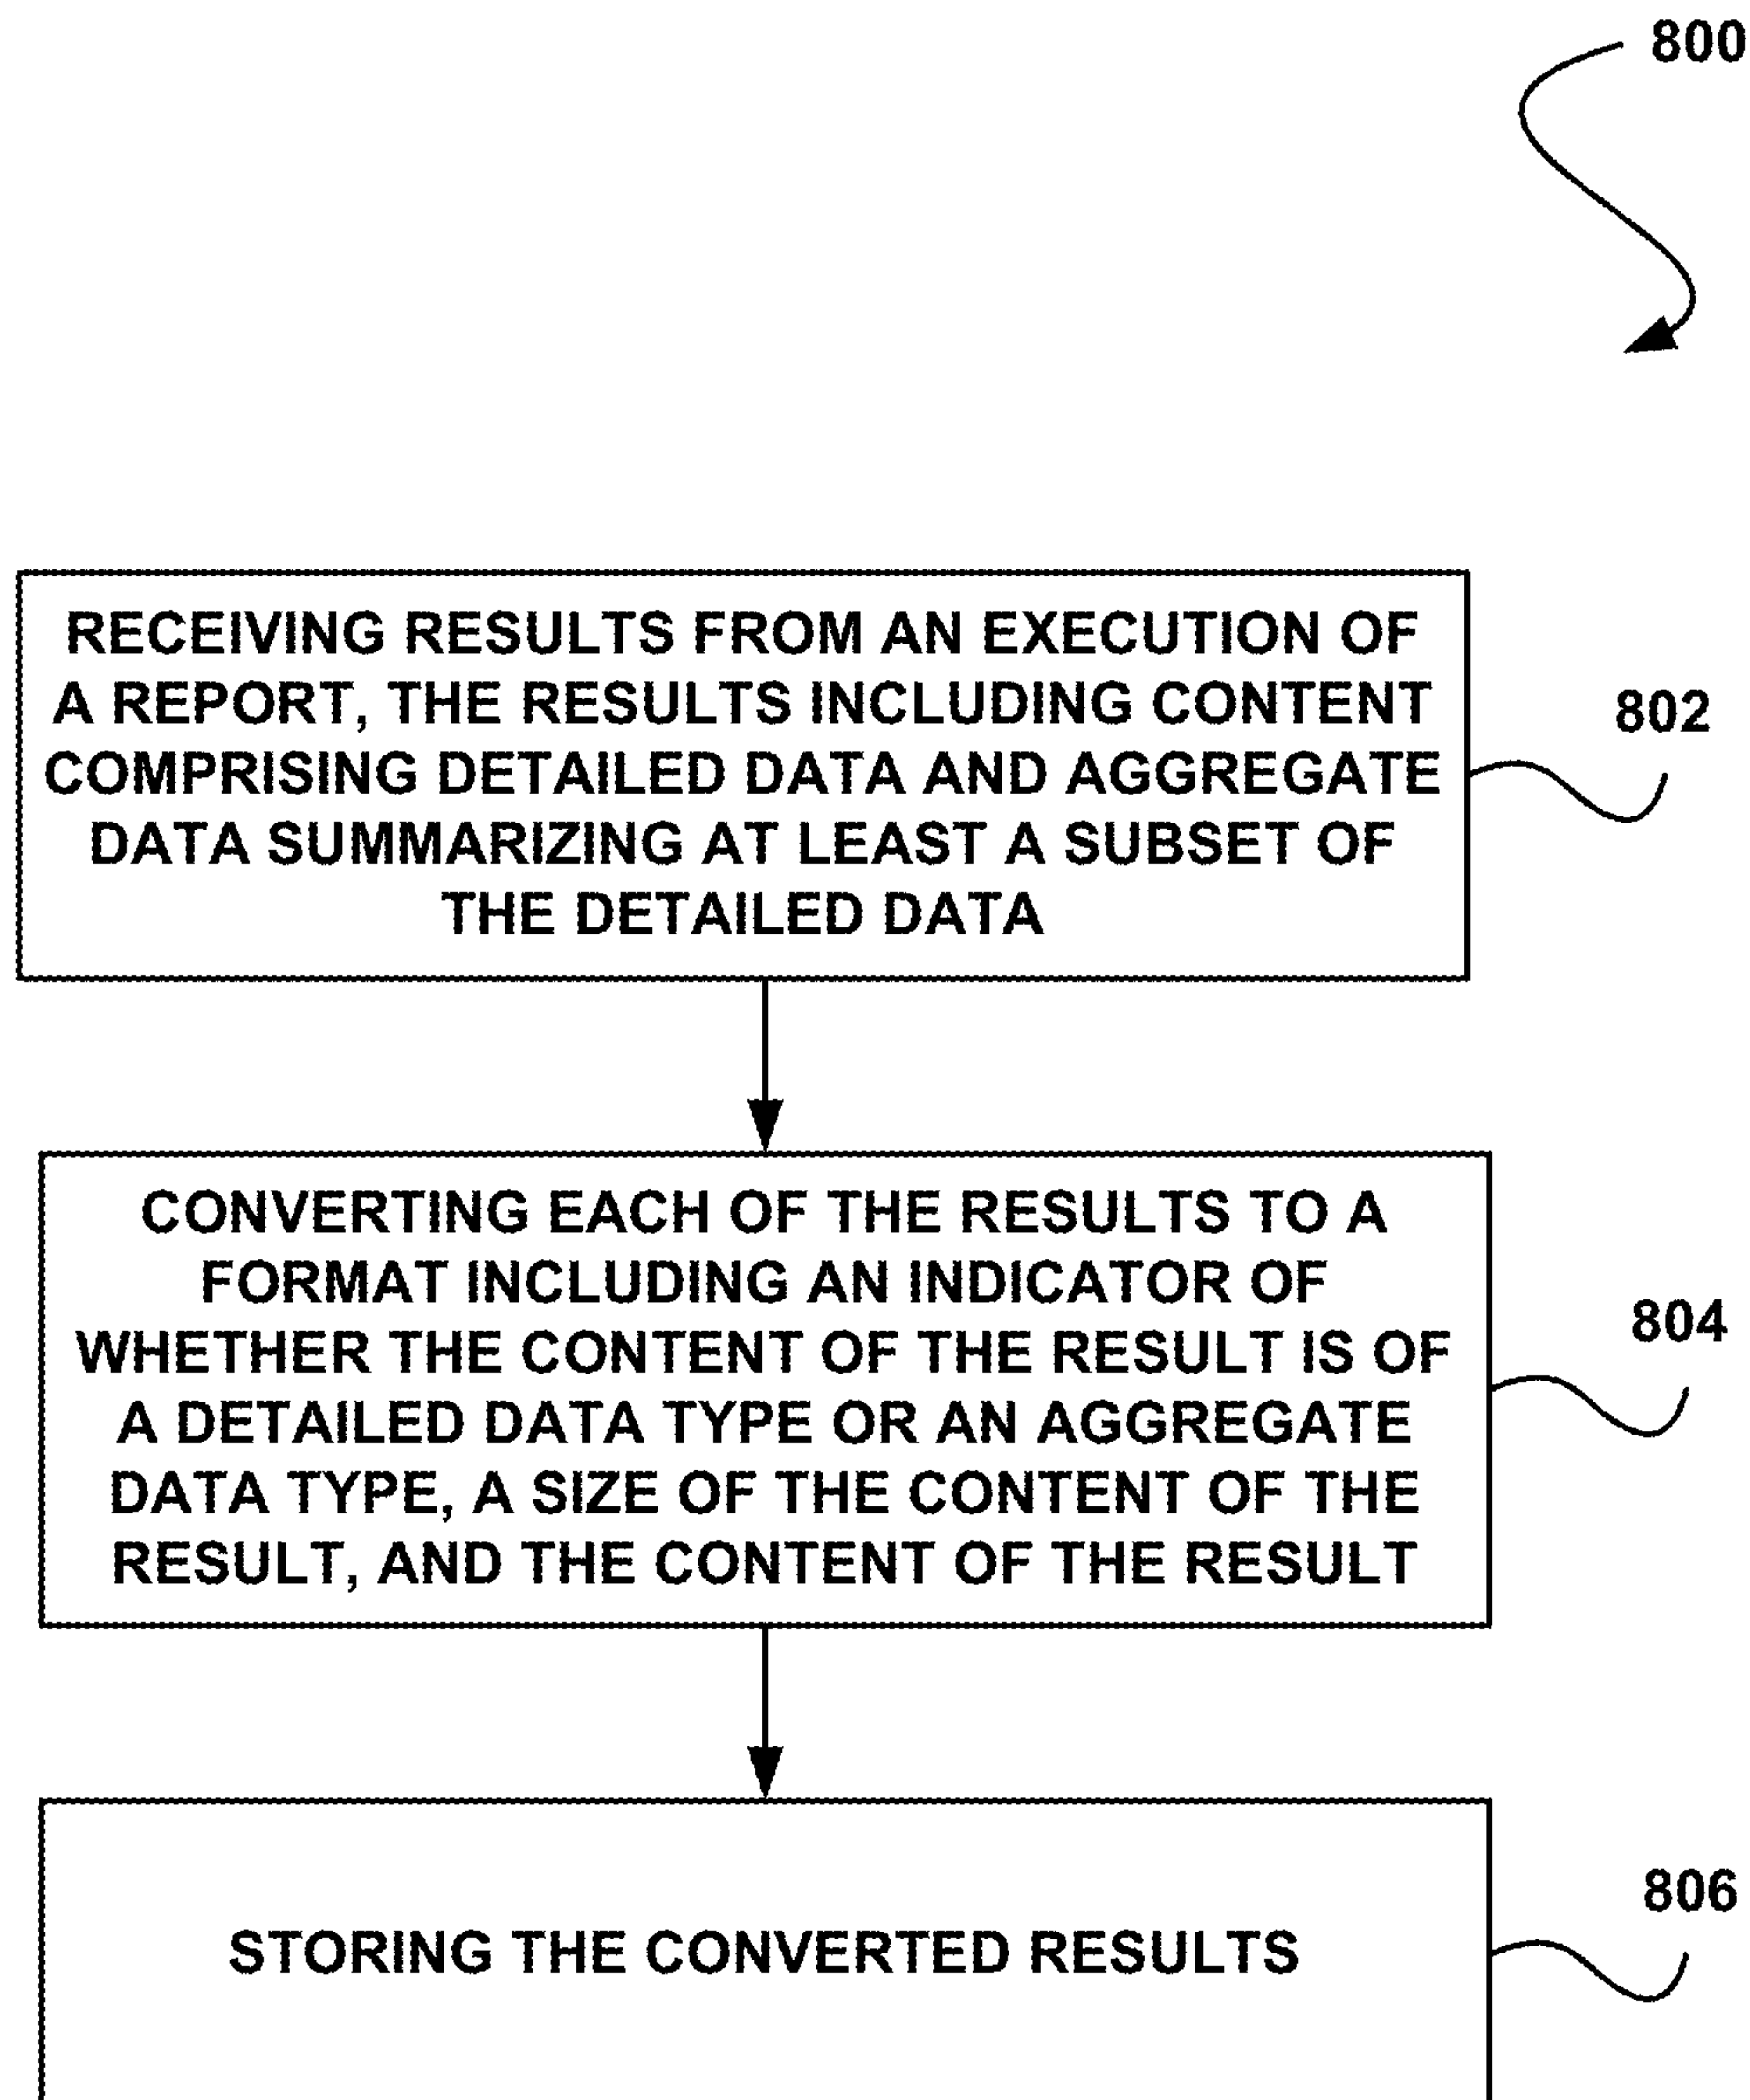 800
RECEIVING RESULTS FROM AN EXECUTION OF
A REPORT, THE RESULTS INCLUDING CONTENT
COMPRISING DETAILED DATA AND AGGREGATE
DATA SUMMARIZING AT LEAST A SUBSET OF
THE DETAILED DATA
802
CONVERTING EACH OF THE RESULTS TO A
FORMAT INCLUDING AN INDICATOR OF
WHETHER THE CONTENT OF THE RESULT IS OF
A DETAILED DATA TYPE OR AN AGGREGATE
DATA TYPE, A SIZE OF THE CONTENT OF THE
RESULT, AND THE CONTENT OF THE RESULT
804
STORING THE CONVERTED RESULTS
806